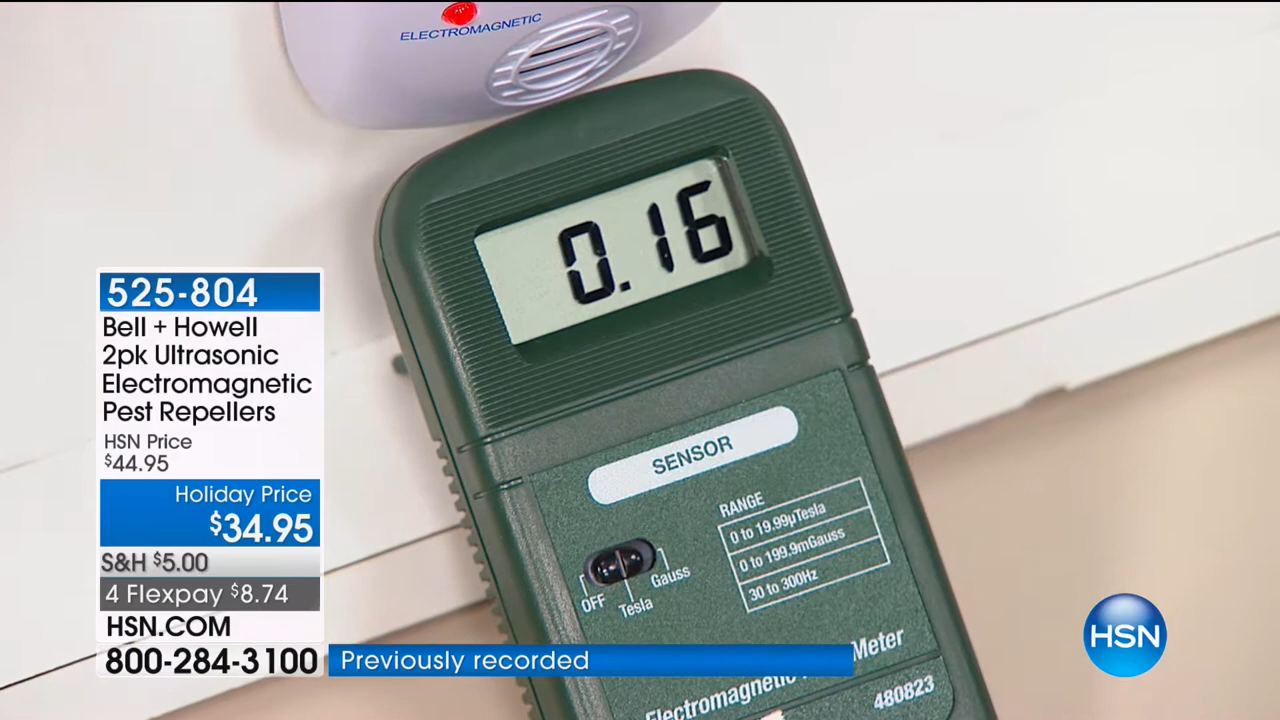 ELECTROMAGNETIC
0.16
SENSOR
RANGE
0 to 19.99µTesla
0 to 199.9mGauss
30 to 300Hz
OFF
Tesla
Gauss
Electromagnetic
Meter
480823
525-804
Bell + Howell
2pk Ultrasonic
Electromagnetic
Pest Repellers
HSN Price
$44.95
Holiday Price
$34.95
S&H $5.00
4 Flexpay $8.74
HSN.COM
800-284-3100
Previously recorded
HSN